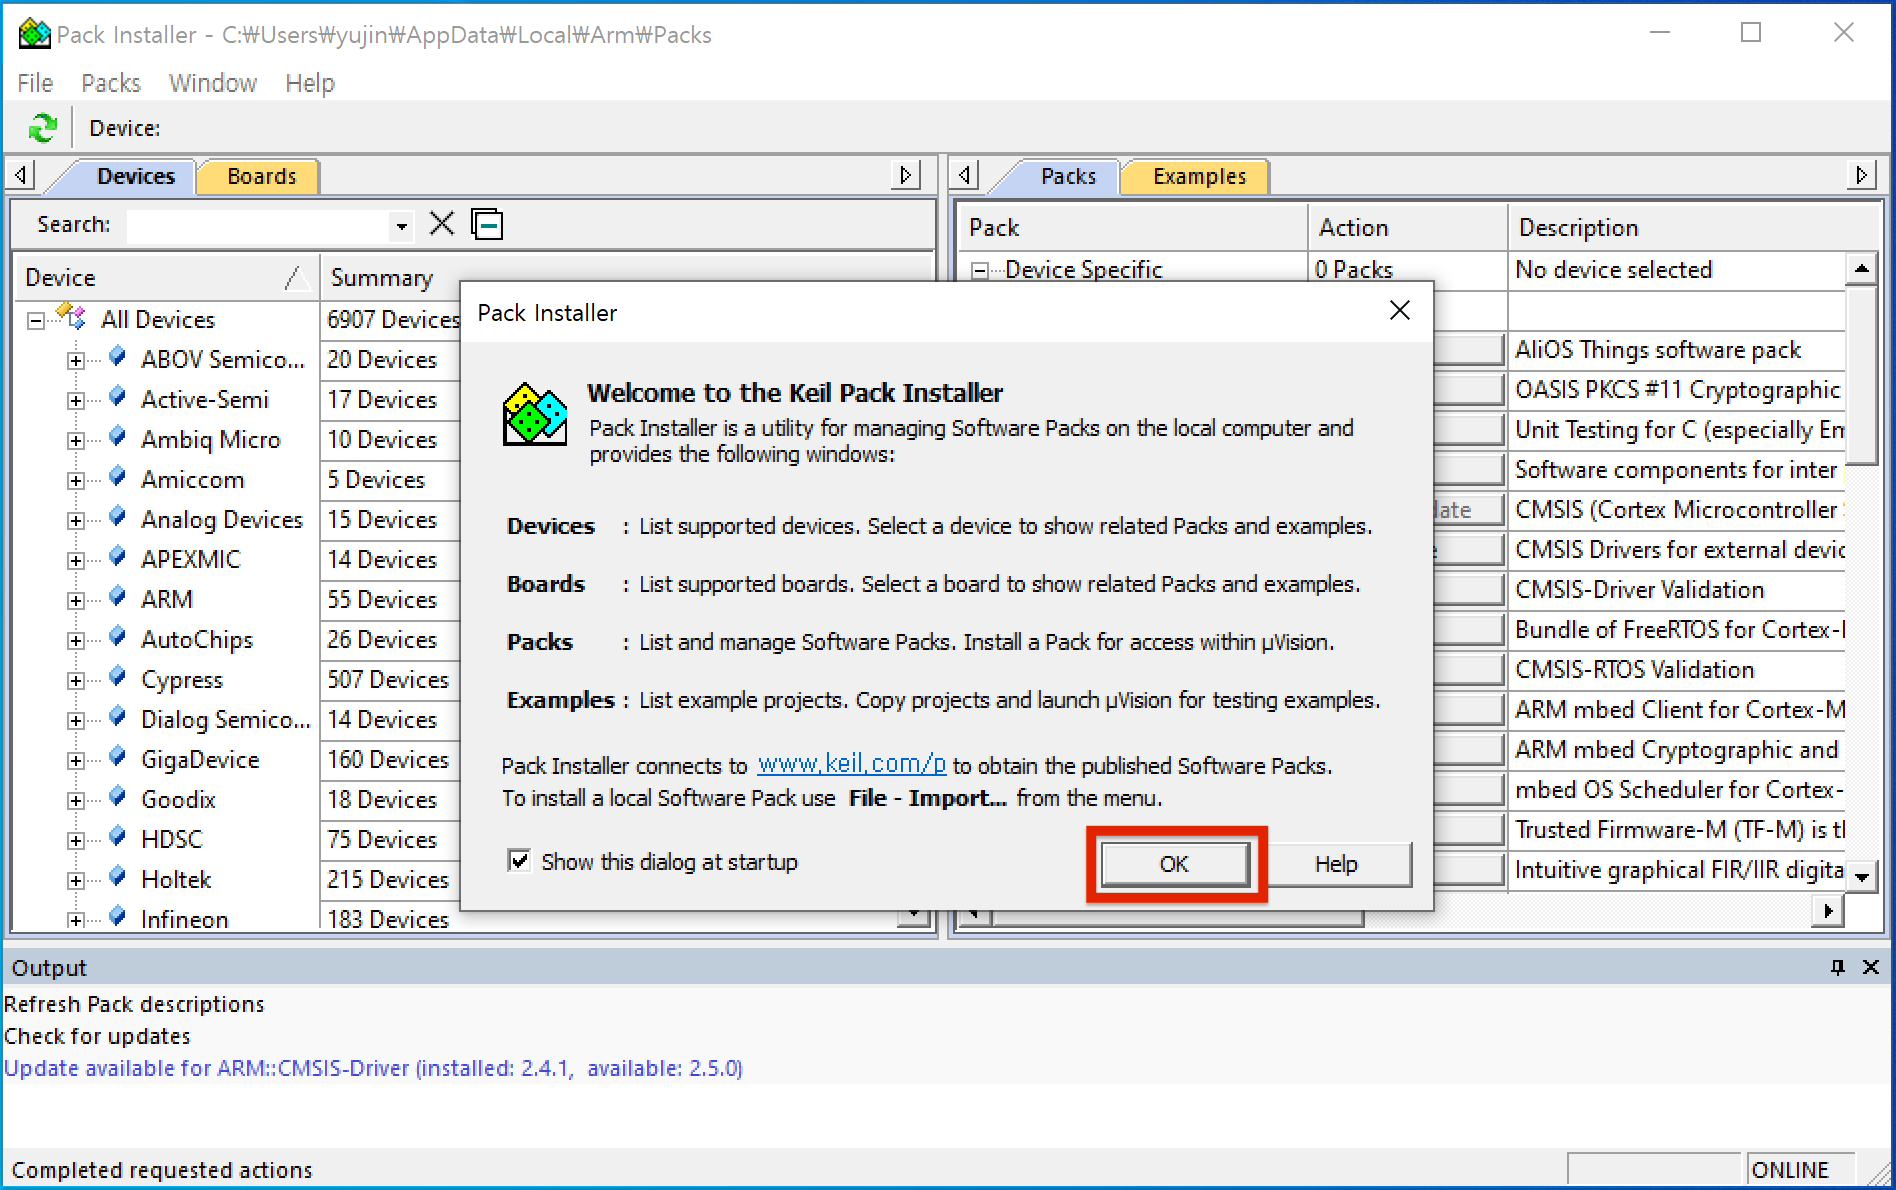 Pack Installer - C:₩Users₩yujin₩AppData₩Local₩Arm₩Packs
File Packs Window Help
Device:
Devices Boards
Packs Examples
Search:
Device Summary
Pack Action Description
Device Specific 0 Packs No device selected
All Devices 6907 Devices
ABOV Semico... 20 Devices
Active-Semi 17 Devices
Ambiq Micro 10 Devices
Amiccom 5 Devices
Analog Devices 15 Devices
APEXMIC 14 Devices
ARM 55 Devices
AutoChips 26 Devices
Cypress 507 Devices
Dialog Semico... 14 Devices
GigaDevice 160 Devices
Goodix 18 Devices
HDSC 75 Devices
Holtek 215 Devices
Infineon 183 Devices
Pack Installer
Welcome to the Keil Pack Installer
Pack Installer is a utility for managing Software Packs on the local computer and
provides the following windows:
Devices : List supported devices. Select a device to show related Packs and examples.
Boards : List supported boards. Select a board to show related Packs and examples.
Packs : List and manage Software Packs. Install a Pack for access within µVision.
Examples : List example projects. Copy projects and launch µVision for testing examples.
Pack Installer connects to www.keil.com/p to obtain the published Software Packs.
To install a local Software Pack use File - Import... from the menu.
Show this dialog at startup
OK
Help
AliOS Things software pack
OASIS PKCS #11 Cryptographic
Unit Testing for C (especially Em
Software components for inter
date CMSIS (Cortex Microcontroller
CMSIS Drivers for external devic
CMSIS-Driver Validation
Bundle of FreeRTOS for Cortex-
CMSIS-RTOS Validation
ARM mbed Client for Cortex-M
ARM mbed Cryptographic and
mbed OS Scheduler for Cortex-
Trusted Firmware-M (TF-M) is th
Intuitive graphical FIR/IIR digita
Output
Refresh Pack descriptions
Check for updates
Update available for ARM::CMSIS-Driver (installed: 2.4.1, available: 2.5.0)
Completed requested actions
ONLINE